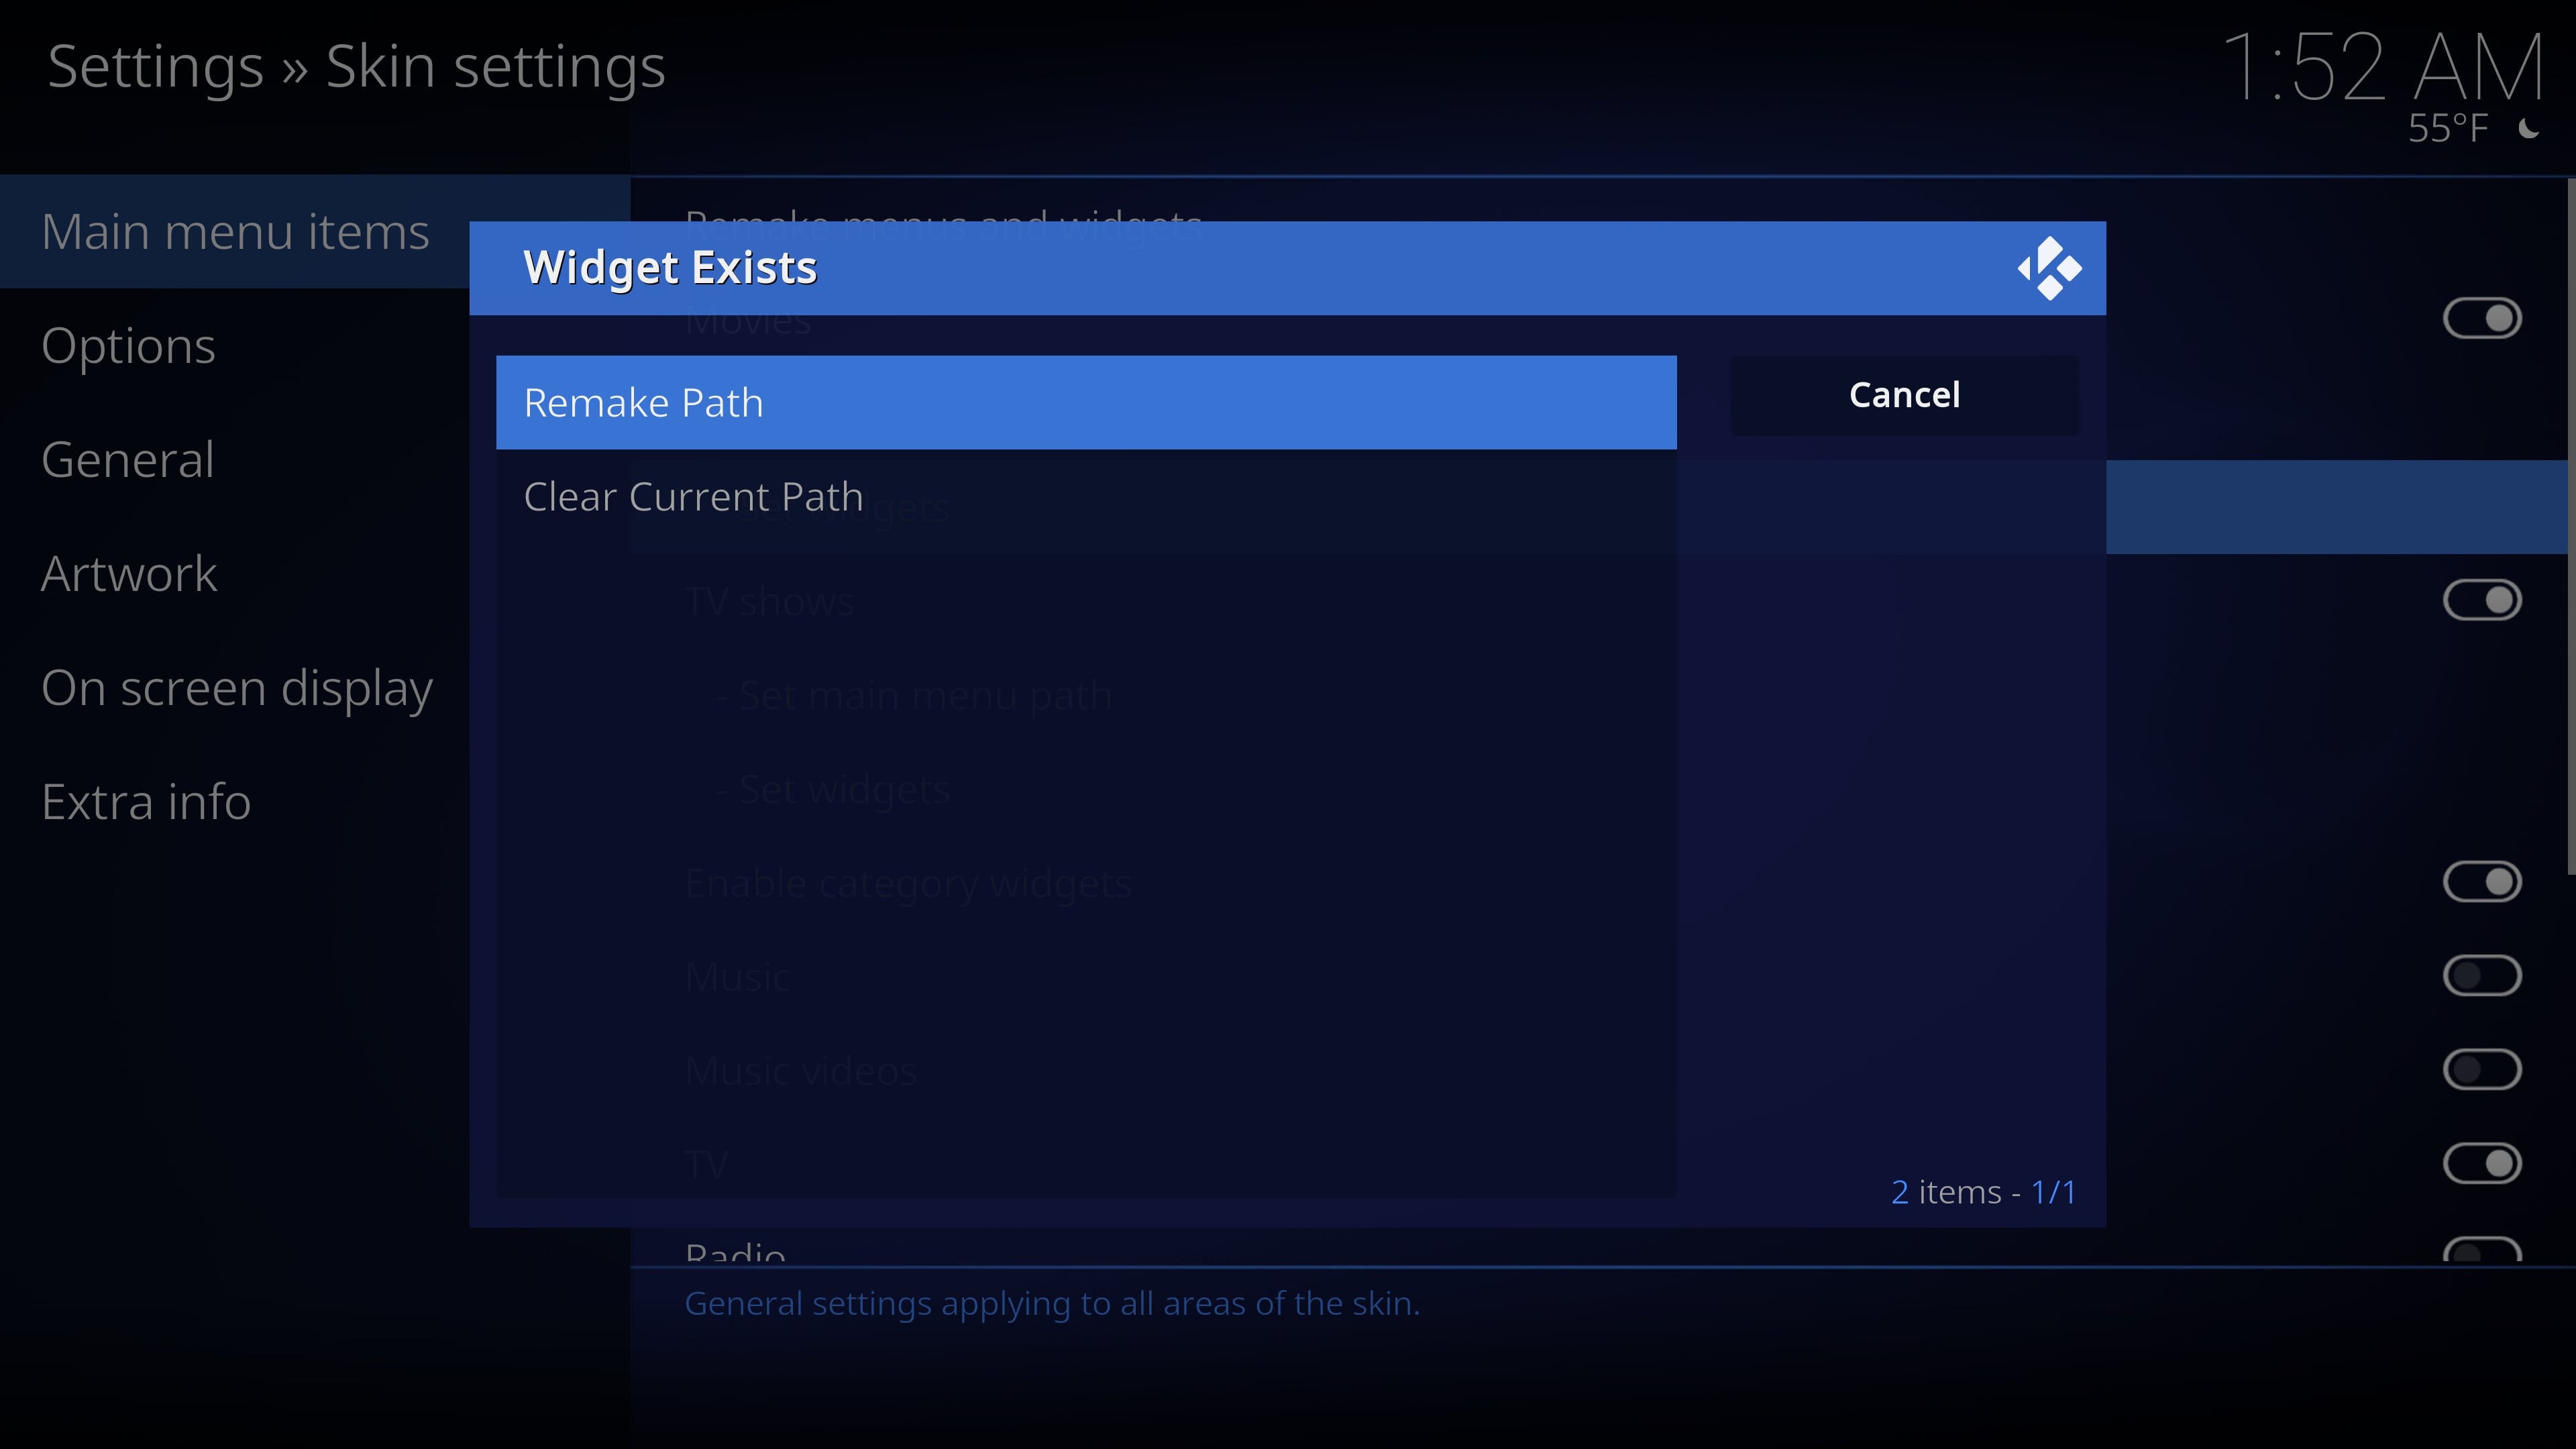 Settings » Skin settings
1:52 AM
55°F
Main menu items
Options
General
Artwork
On screen display
Extra info
Remake menus and widgets
Widget Exists
Movies
Remake Path
Cancel
Clear Current Path
widgets
TV shows
- Set main menu path
- Set widgets
Enable category widgets
Music
Music videos
TV
2 items - 1/1
Radio
General settings applying to all areas of the skin.